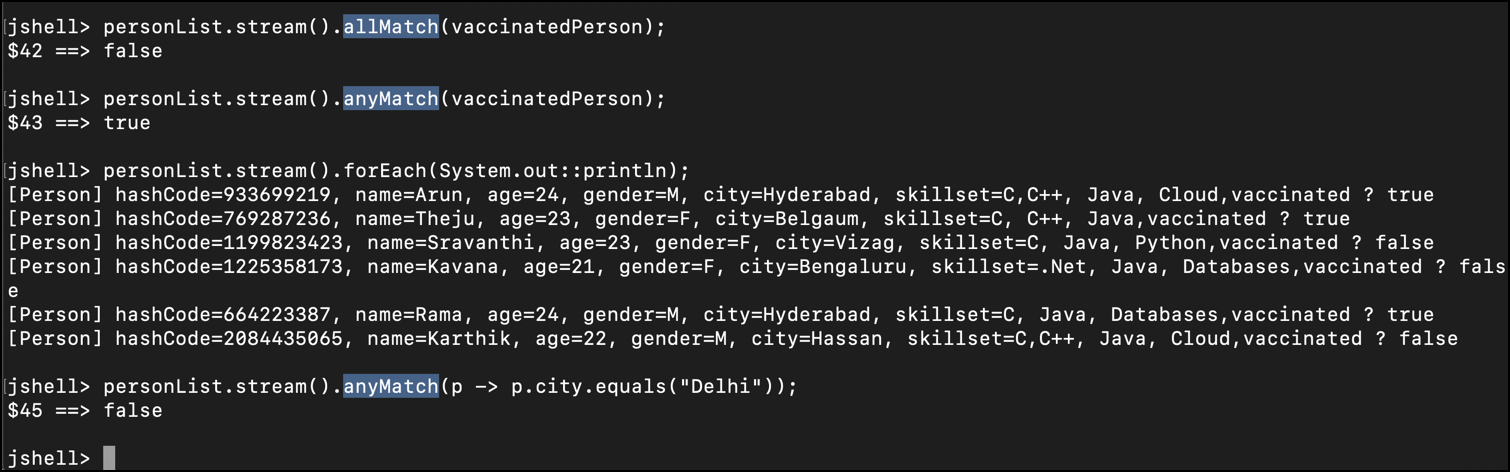 jshell> personList.stream().allMatch(vaccinatedPerson);
$42 ==> false
jshell> personList.stream().anyMatch(vaccinatedPerson);
$43 ==> true
jshell> personList.stream().forEach(System.out::println);
[Person] hashCode=933699219, name=Arun, age=24, gender=M, city=Hyderabad, skillset=C,C++, Java, Cloud,vaccinated ? true
[Person] hashCode=769287236, name=Theju, age=23, gender=F, city=Belgaum, skillset=C, C++, Java,vaccinated ? true
[Person] hashCode=1199823423, name=Sravanthi, age=23, gender=F, city=Vizag, skillset=C, Java, Python,vaccinated ? false
[Person] hashCode=1225358173, name=Kavana, age=21, gender=F, city=Bengaluru, skillset=.Net, Java, Databases,vaccinated ? fals
e
[Person] hashCode=664223387, name=Rama, age=24, gender=M, city=Hyderabad, skillset=C, Java, Databases,vaccinated ? true
[Person] hashCode=2084435065, name=Karthik, age=22, gender=M, city=Hassan, skillset=C,C++, Java, Cloud,vaccinated ? false
jshell> personList.stream().anyMatch(p -> p.city.equals("Delhi"));
$45 ==> false
jshell>